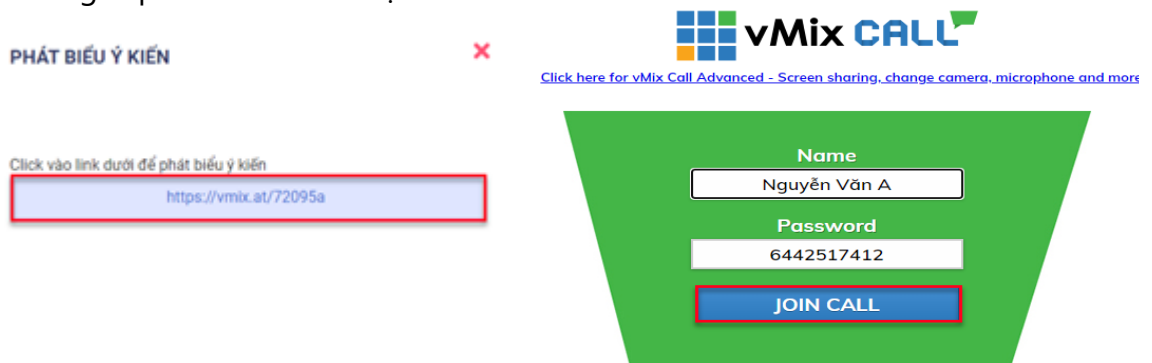 PHÁT BIỂU Ý KIẾN
Click vào link dưới để phát biểu ý kiến
https://vmix.at/72095a
vMix CALL
Click here for vMix Call Advanced - Screen sharing, change camera, microphone and more
Name
Nguyễn Văn A
Password
6442517412
JOIN CALL